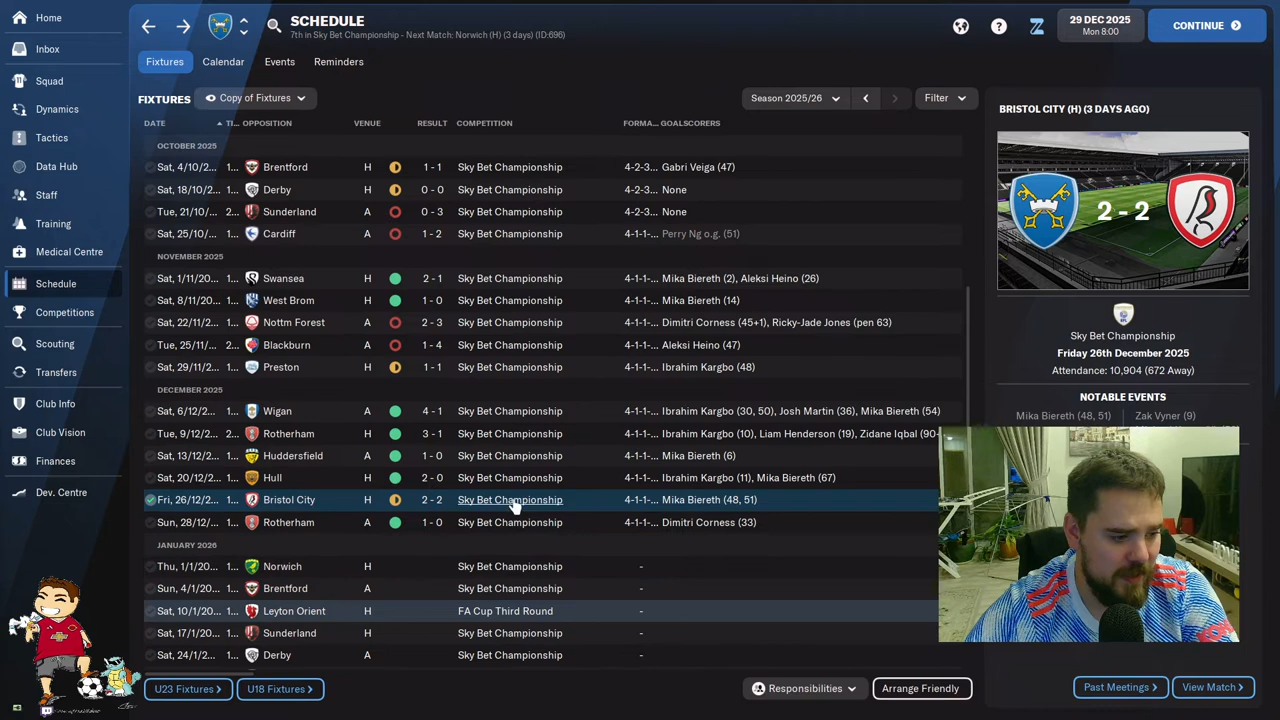 Home
Inbox
Squad
Dynamics
Tactics
Data Hub
Staff
Training
Medical Centre
Schedule
Competitions
Scouting
Transfers
Club Info
Club Vision
Finances
Dev. Centre
SCHEDULE
7th in Sky Bet Championship - Next Match: Norwich (H) (3 days) (ID:696)
29 DEC 2025
Mon 8:00
CONTINUE
Fixtures Calendar Events Reminders
FIXTURES Copy of Fixtures Season 2025/26 Filter
DATE TI... OPPOSITION VENUE RESULT COMPETITION FORMA... GOALSCORERS
OCTOBER 2025
Sat, 4/10/2... 1... Brentford H 1 - 1 Sky Bet Championship 4-2-3... Gabri Veiga (47)
Sat, 18/10/2... 1... Derby H 0 - 0 Sky Bet Championship 4-2-3... None
Tue, 21/10/... 2... Sunderland A 0 - 3 Sky Bet Championship 4-2-3... None
Sat, 25/10/... 1... Cardiff A 1 - 2 Sky Bet Championship 4-1-1-... Perry Ng o.g. (51)
NOVEMBER 2025
Sat, 1/11/20... 1... Swansea H 2 - 1 Sky Bet Championship 4-1-1-... Mika Biereth (2), Aleksi Heino (26)
Sat, 8/11/20... 1... West Brom H 1 - 0 Sky Bet Championship 4-1-1-... Mika Biereth (14)
Sat, 22/11/2... 1... Nottm Forest A 2 - 3 Sky Bet Championship 4-1-1-... Dimitri Corness (45+1), Ricky-Jade Jones (pen 63)
Tue, 25/11/... 2... Blackburn A 1 - 4 Sky Bet Championship 4-1-1-... Aleksi Heino (47)
Sat, 29/11/2... 1... Preston H 1 - 1 Sky Bet Championship 4-1-1-... Ibrahim Kargbo (48)
DECEMBER 2025
Sat, 6/12/2... 1... Wigan A 4 - 1 Sky Bet Championship 4-1-1-... Ibrahim Kargbo (30, 50), Josh Martin (36), Mika Biereth (54)
Tue, 9/12/2... 2... Rotherham H 3 - 1 Sky Bet Championship 4-1-1-... Ibrahim Kargbo (10), Liam Henderson (19), Zidane Iqbal (90-
Sat, 13/12/2... 1... Huddersfield A 1 - 0 Sky Bet Championship 4-1-1-... Mika Biereth (6)
Sat, 20/12/... 1... Hull H 2 - 0 Sky Bet Championship 4-1-1-... Ibrahim Kargbo (11), Mika Biereth (67)
Fri, 26/12/2... 1... Bristol City H 2 - 2 Sky Bet Championship 4-1-1-... Mika Biereth (48, 51)
Sun, 28/12/... 1... Rotherham A 1 - 0 Sky Bet Championship 4-1-1-... Dimitri Corness (33)
JANUARY 2026
Thu, 1/1/20... 1... Norwich H Sky Bet Championship -
Sun, 4/1/20... 1... Brentford A Sky Bet Championship -
Sat, 10/1/20... 1... Leyton Orient H FA Cup Third Round -
Sat, 17/1/20... 1... Sunderland H Sky Bet Championship -
Sat, 24/1/2... 1... Derby A Sky Bet Championship -
U23 Fixtures U18 Fixtures Responsibilities Arrange Friendly
BRISTOL CITY (H) (3 DAYS AGO)
2 - 2
Sky Bet Championship
Friday 26th December 2025
Attendance: 10,904 (672 Away)
NOTABLE EVENTS
Mika Biereth (48, 51) Zak Vyner (9)
Past Meetings View Match